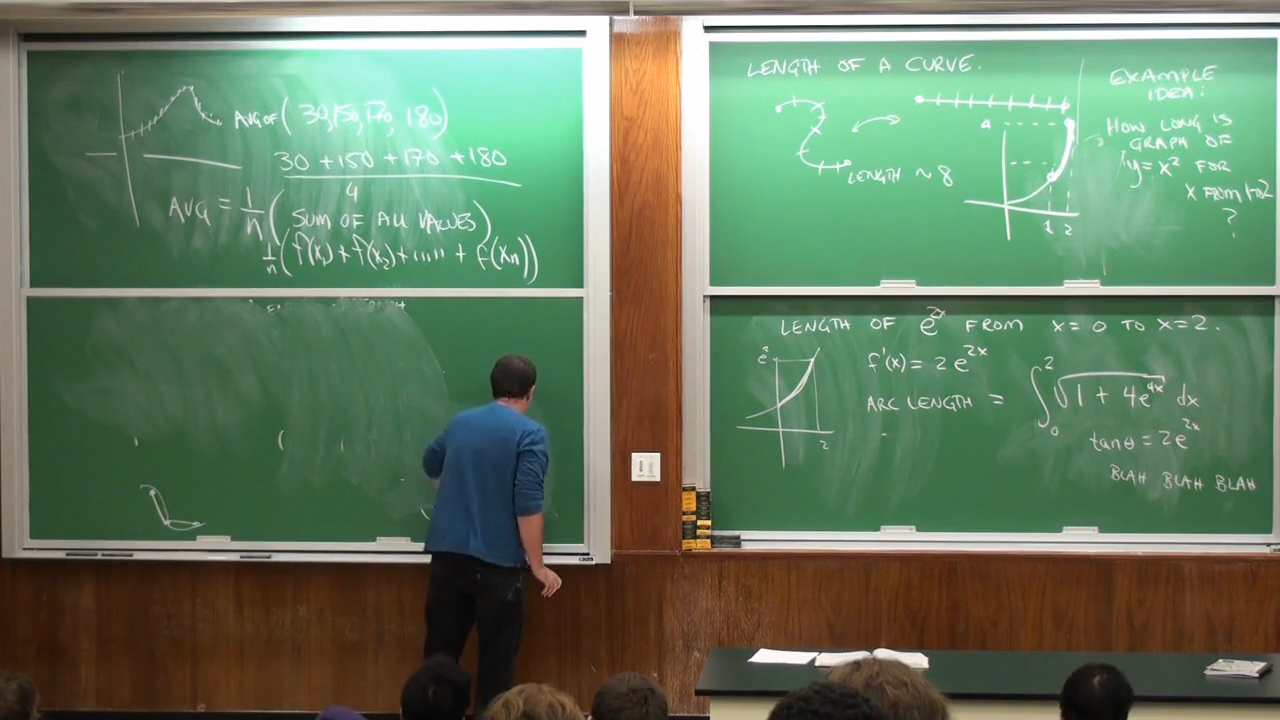 AVG OF (30, 150, 170, 180)
30 + 150 + 170 + 180
4
AVG = 1/n (SUM OF ALL VALUES)
1/n (f(x₁) + f(x₂) + ..... + f(xₙ))
LENGTH OF A CURVE.
LENGTH ~ 8
4
1 2
EXAMPLE
IDEA:
HOW LONG IS
GRAPH OF
y = x² FOR
X FROM 1 TO 2
?
LENGTH OF e^2x FROM x = 0 TO x = 2.
f'(x) = 2e^2x
ARC LENGTH = ∫₀² √(1 + 4e^4x) dx
2
tan θ = 2e^2x
BLAH BLAH BLAH